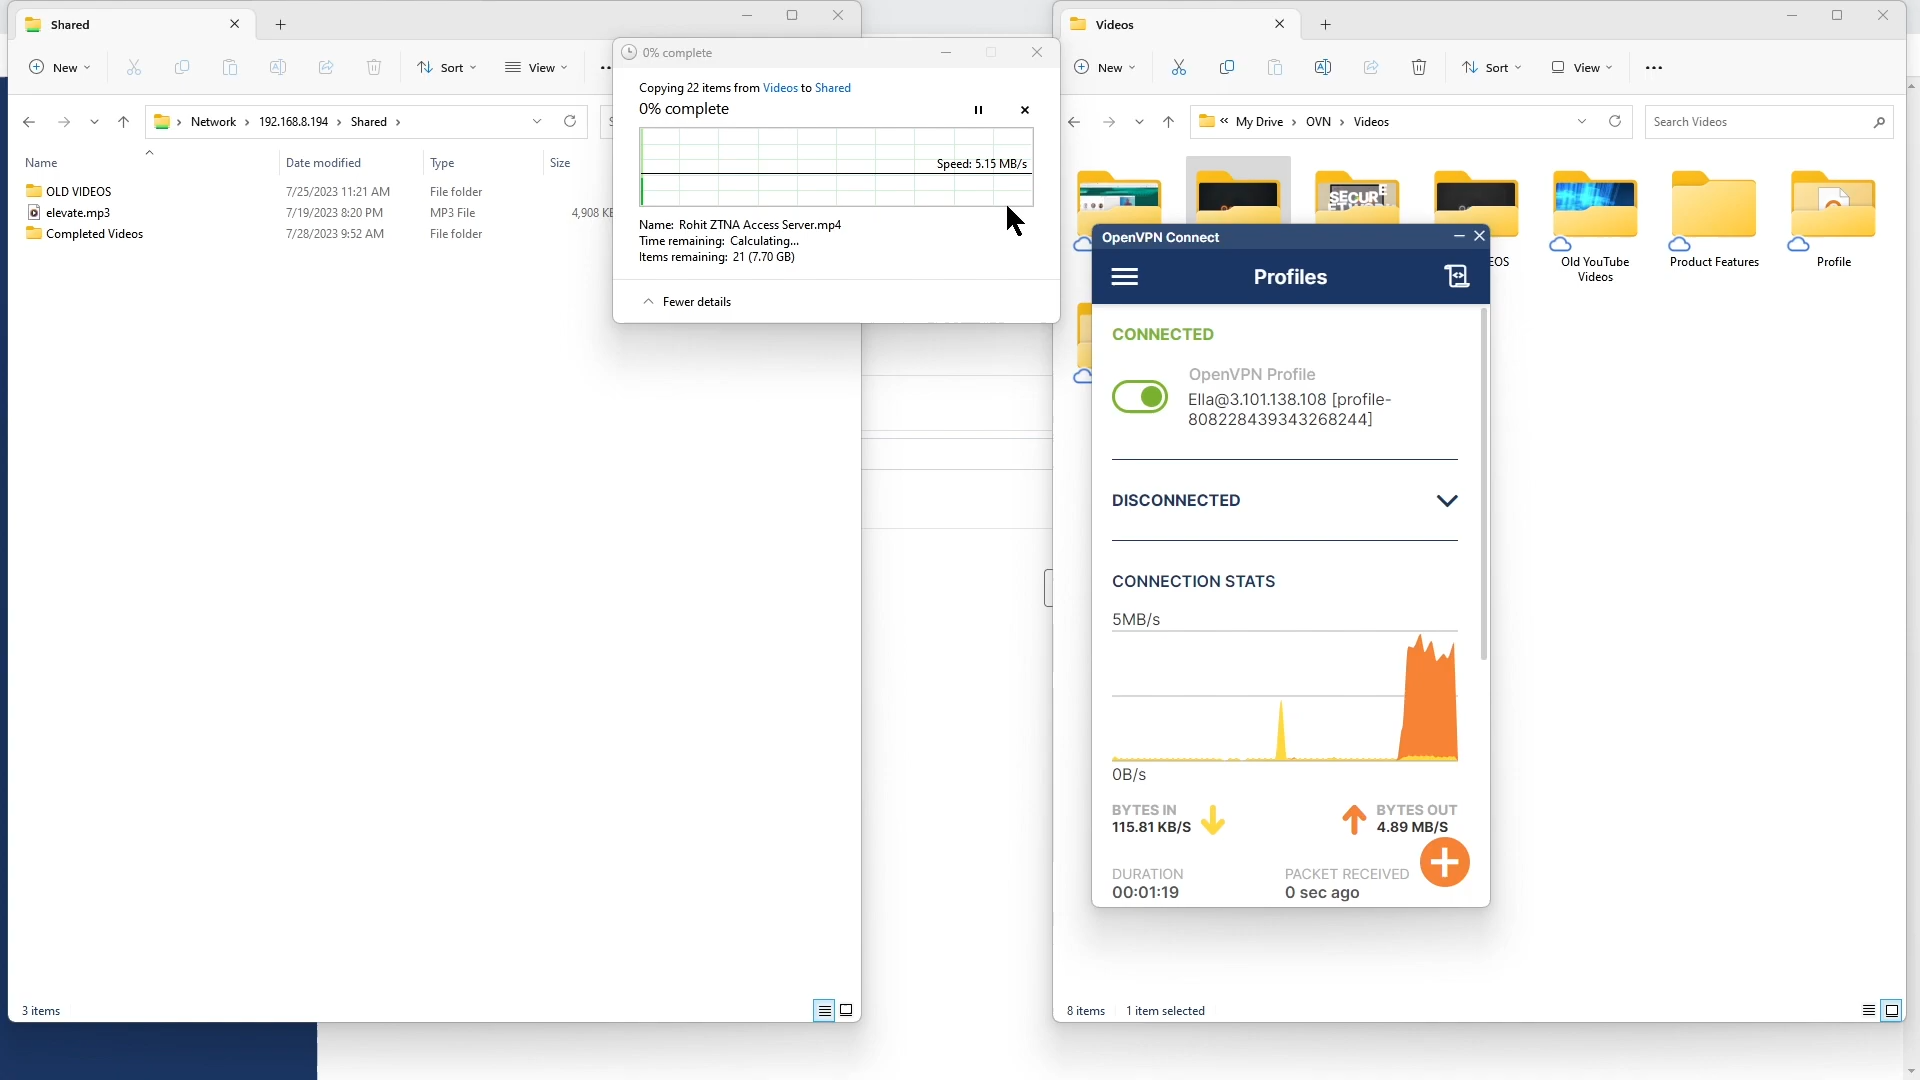 Shared
New
Sort
View
Network
192.168.8.194
Shared
Name
Date modified
Type
Size
OLD VIDEOS
7/25/2023 11:21 AM
File folder
elevate.mp3
7/19/2023 8:20 PM
MP3 File
4,908 KE
Completed Videos
7/28/2023 9:52 AM
File folder
3 items
0% complete
Copying 22 items from Videos to Shared
0% complete
Speed: 5.15 MB/s
Name: Rohit ZTNA Access Server.mp4
Time remaining: Calculating...
Items remaining: 21 (7.70 GB)
Fewer details
Videos
New
Sort
View
« My Drive
OVN
Videos
Search Videos
EOS
Old YouTube
Videos
Product Features
Profile
8 items
1 item selected
OpenVPN Connect
Profiles
CONNECTED
OpenVPN Profile
Ella@3.101.138.108 [profile-
808228439343268244]
DISCONNECTED
CONNECTION STATS
5MB/s
0B/s
BYTES IN
115.81 KB/S
BYTES OUT
4.89 MB/S
DURATION
00:01:19
PACKET RECEIVED
0 sec ago